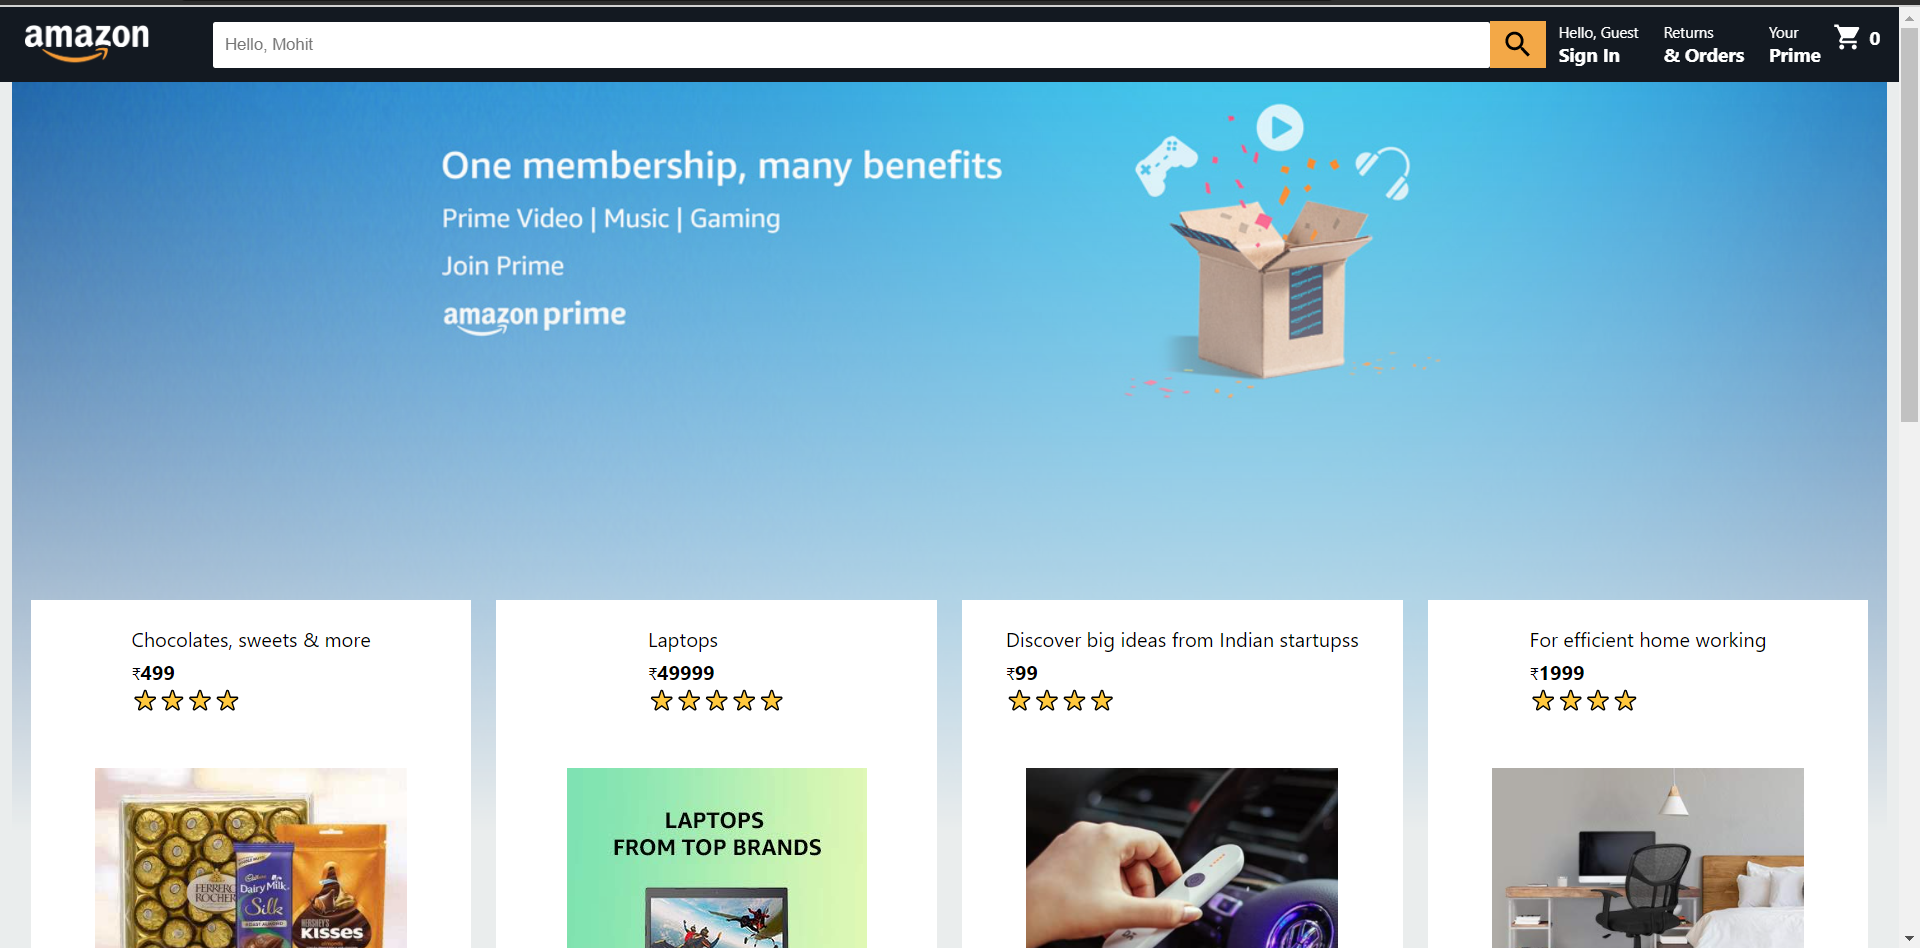 amazon
Hello, Mohit
Hello, Guest
Sign In
Returns
& Orders
Your
Prime
0
One membership, many benefits
Prime Video | Music | Gaming
Join Prime
amazon prime
Chocolates, sweets & more
₹499
Laptops
₹49999
Discover big ideas from Indian startupss
₹99
For efficient home working
₹1999
FERRERO
ROCHER
Cadbury
Dairy Milk
Silk
HERSHEY'S
KISSES
LAPTOPS
FROM TOP BRANDS